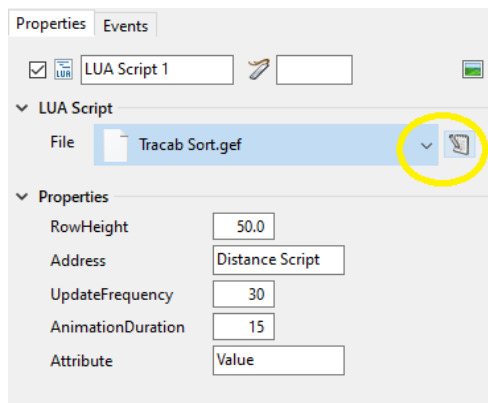 Properties Events
LUA LUA Script 1
LUA Script
File Tracab Sort.gef
Properties
RowHeight 50.0
Address Distance Script
UpdateFrequency 30
AnimationDuration 15
Attribute Value